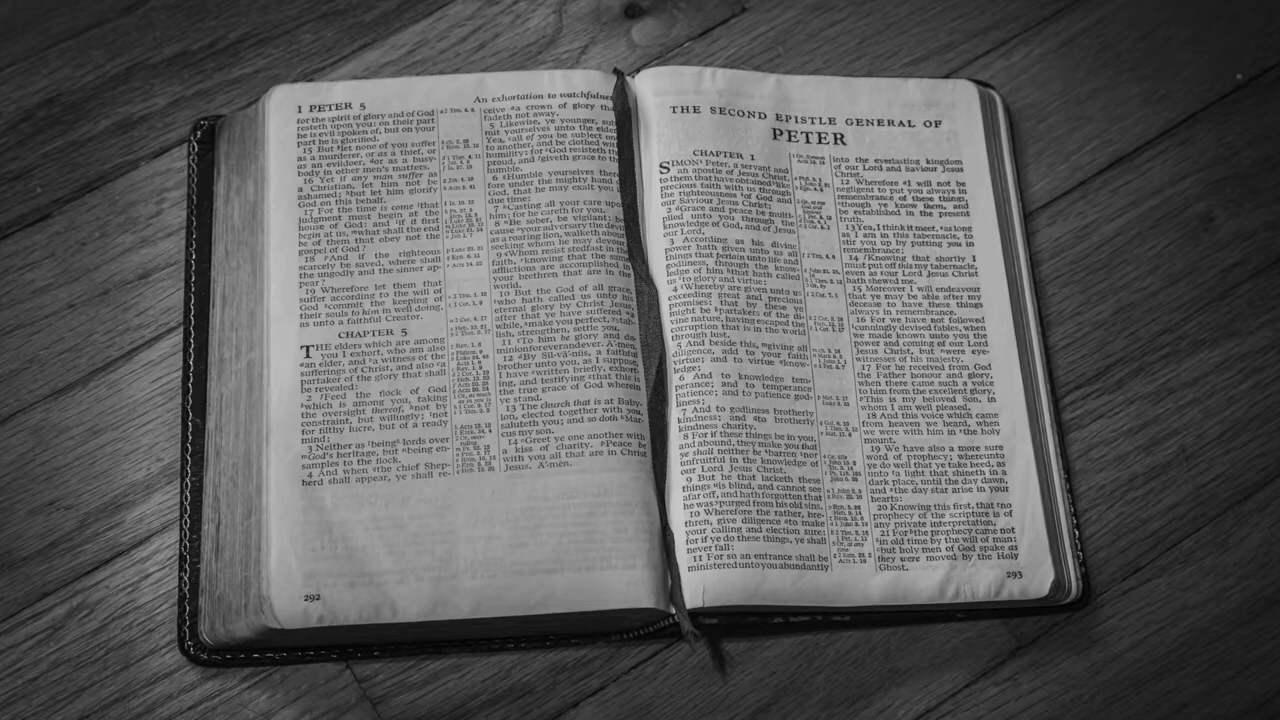 I PETER 5
An exhortation to watchfulness
for the spirit of glory and of God
resteth upon you: on their part
he is evil spoken of, but on your
part he is glorified.
15 But let none of you suffer
as a murderer, or as a thief, or
as an evildoer, or as a busy-
body in other men's matters.
16 Yet if any man suffer as
a Christian, let him not be
ashamed; but let him glorify
God on this behalf.
17 For the time is come that
judgment must begin at the
house of God: and if it first
begin at us, what shall the end
be of them that obey not the
gospel of God?
18 And if the righteous
scarcely be saved, where shall
the ungodly and the sinner ap-
pear?
19 Wherefore let them that
suffer according to the will of
God commit the keeping of
their souls to him in well doing,
as unto a faithful Creator.
CHAPTER 5
THE elders which are among
you I exhort, who am also
an elder, and a witness of the
sufferings of Christ, and also a
partaker of the glory that shall
be revealed:
2 Feed the flock of God
which is among you, taking
the oversight thereof, not by
constraint, but willingly; not
for filthy lucre, but of a ready
mind;
3 Neither as being lords over
God's heritage, but being en-
samples to the flock.
4 And when the chief Shep-
herd shall appear, ye shall re-
ceive a crown of glory that
fadeth not away.
5 Likewise, ye younger, sub-
mit yourselves unto the elder.
Yea, all of you be subject one
to another, and be clothed with
humility: for God resisteth the
proud, and giveth grace to the
humble.
6 Humble yourselves there-
fore under the mighty hand of
God, that he may exalt you in
due time:
7 Casting all your care upon
him; for he careth for you.
8 Be sober, be vigilant; be-
cause your adversary the devil,
as a roaring lion, walketh about,
seeking whom he may devour:
9 Whom resist stedfast in the
faith, knowing that the same
afflictions are accomplished in
your brethren that are in the
world.
10 But the God of all grace,
who hath called us unto his
eternal glory by Christ Jesus,
after that ye have suffered a
while, make you perfect, stab-
lish, strengthen, settle you.
11 To him be glory and do-
minion for ever and ever. A'-mĕn.
12 By Sĭl-vā'-nŭs, a faithful
brother unto you, as I suppose,
I have written briefly, exhort-
ing, and testifying that this is
the true grace of God wherein
ye stand.
13 The church that is at Baby-
lon, elected together with you,
saluteth you; and so doth Mar-
cus my son.
14 Greet ye one another with
a kiss of charity. Peace be
with you all that are in Christ
Jesus. A'-mĕn.
292
THE SECOND EPISTLE GENERAL OF
PETER
CHAPTER 1
SIMON Peter, a servant and
an apostle of Jesus Christ,
to them that have obtained like
precious faith with us through
the righteousness of God and
our Saviour Jesus Christ:
2 Grace and peace be multi-
plied unto you through the
knowledge of God, and of Jesus
our Lord,
3 According as his divine
power hath given unto us all
things that pertain unto life and
godliness, through the know-
ledge of him that hath called
us to glory and virtue:
4 Whereby are given unto us
exceeding great and precious
promises: that by these ye
might be partakers of the di-
vine nature, having escaped the
corruption that is in the world
through lust.
5 And beside this, giving all
diligence, add to your faith
virtue; and to virtue know-
ledge;
6 And to knowledge tem-
perance; and to temperance
patience; and to patience god-
liness;
7 And to godliness brotherly
kindness; and to brotherly
kindness charity.
8 For if these things be in you,
and abound, they make you that
ye shall neither be barren nor
unfruitful in the knowledge of
our Lord Jesus Christ.
9 But he that lacketh these
things is blind, and cannot see
afar off, and hath forgotten that
he was purged from his old sins.
10 Wherefore the rather, bre-
thren, give diligence to make
your calling and election sure:
for if ye do these things, ye shall
never fall:
11 For so an entrance shall be
ministered unto you abundantly
into the everlasting kingdom
of our Lord and Saviour Jesus
Christ.
12 Wherefore I will not be
negligent to put you always in
remembrance of these things,
though ye know them, and
be established in the present
truth.
13 Yea, I think it meet, as long
as I am in this tabernacle, to
stir you up by putting you in
remembrance;
14 Knowing that shortly I
must put off this my tabernacle,
even as our Lord Jesus Christ
hath shewed me.
15 Moreover I will endeavour
that ye may be able after my
decease to have these things
always in remembrance.
16 For we have not followed
cunningly devised fables, when
we made known unto you the
power and coming of our Lord
Jesus Christ, but were eye-
witnesses of his majesty.
17 For he received from God
the Father honour and glory,
when there came such a voice
to him from the excellent glory,
This is my beloved Son, in
whom I am well pleased.
18 And this voice which came
from heaven we heard, when
we were with him in the holy
mount.
19 We have also a more sure
word of prophecy; whereunto
ye do well that ye take heed, as
unto a light that shineth in a
dark place, until the day dawn,
and the day star arise in your
hearts:
20 Knowing this first, that no
prophecy of the scripture is of
any private interpretation.
21 For the prophecy came not
in old time by the will of man:
but holy men of God spake as
they were moved by the Holy
Ghost.
293